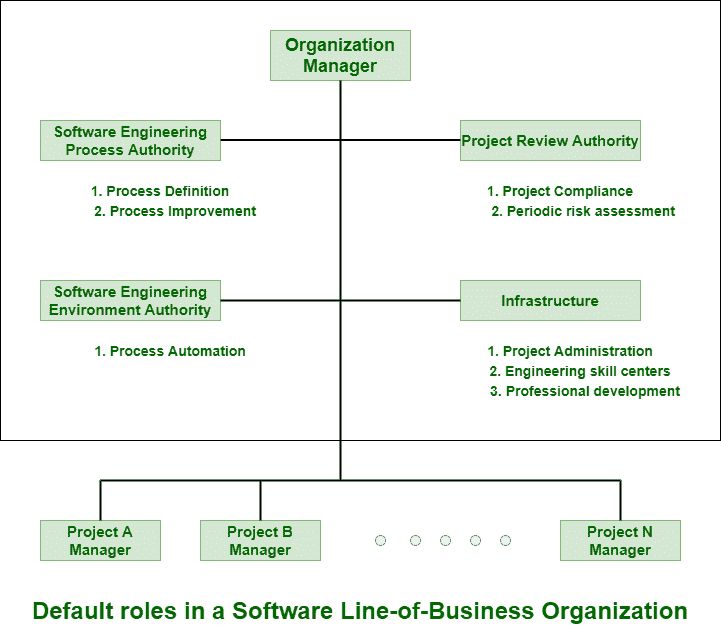 Organization
Manager
Software Engineering
Process Authority
Project Review Authority
1. Process Definition
2. Process Improvement
1. Project Compliance
2. Periodic risk assessment
Software Engineering
Environment Authority
Infrastructure
1. Process Automation
1. Project Administration
2. Engineering skill centers
3. Professional development
Project A
Manager
Project B
Manager
Project N
Manager
Default roles in a Software Line-of-Business Organization